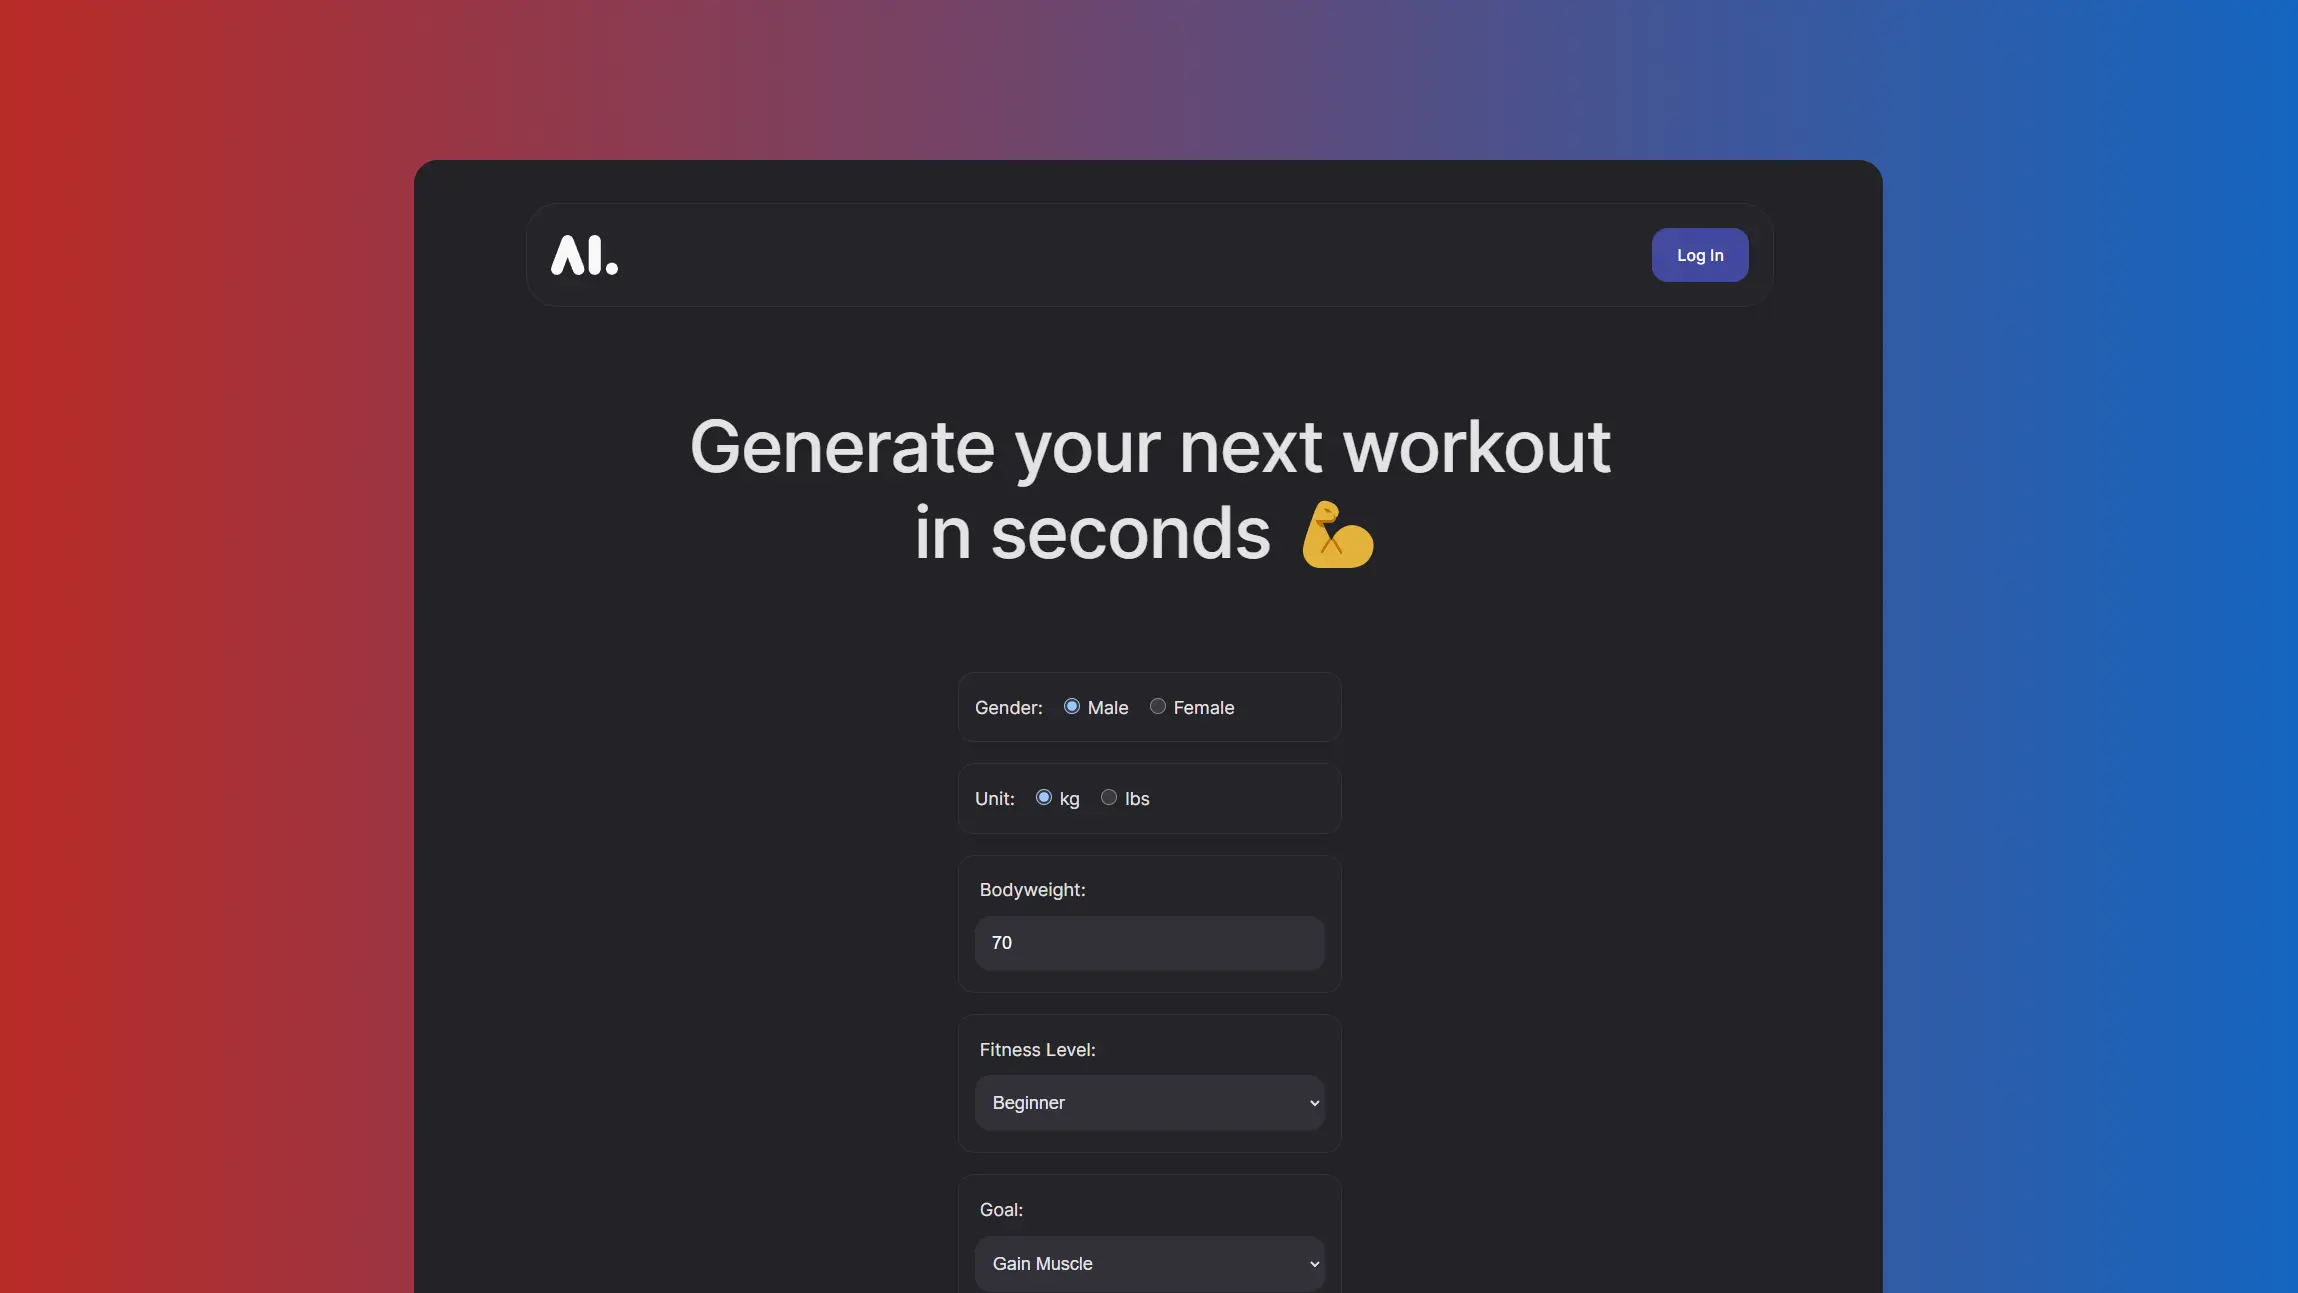 AI.
Log In
Generate your next workout
in seconds 💪
Gender: Male Female
Unit: kg lbs
Bodyweight:
70
Fitness Level:
Beginner
Goal:
Gain Muscle